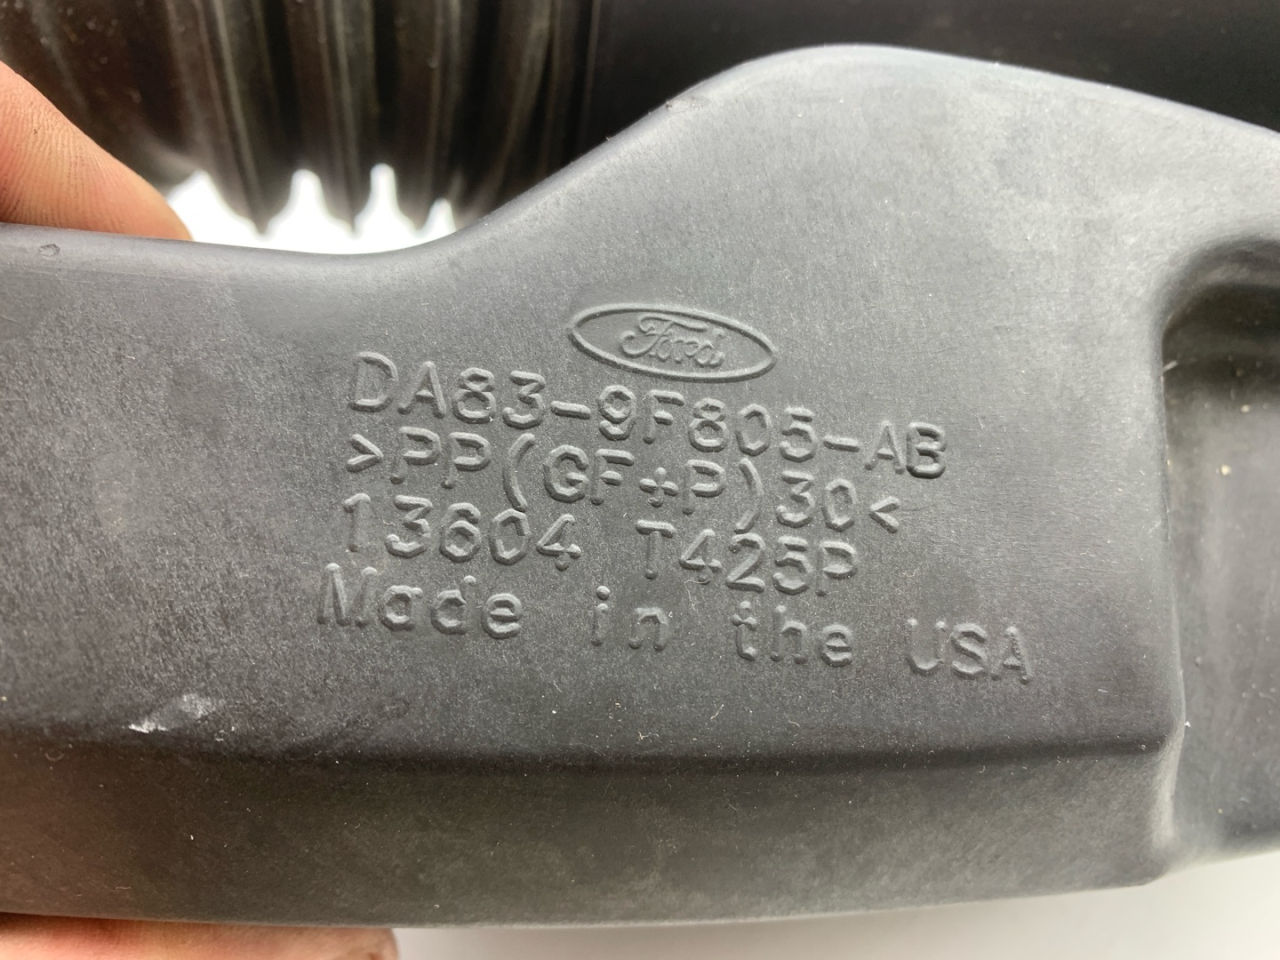 Ford
DA83-9F805-AB
>PP(GF+P)30<
13604 T425P
Made in the USA